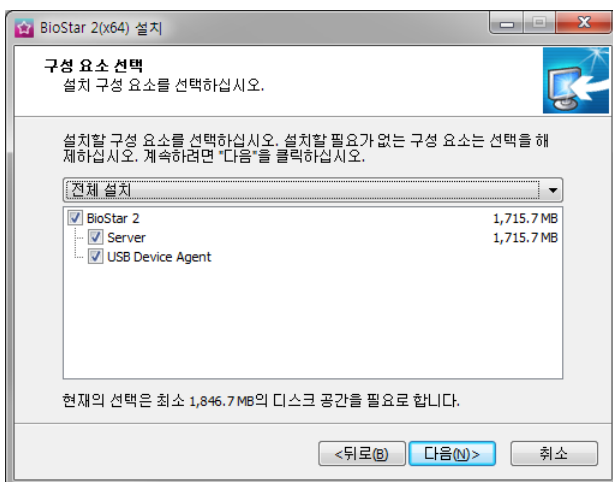 BioStar 2(x64) 설치
구성 요소 선택
설치 구성 요소를 선택하십시오.
설치할 구성 요소를 선택하십시오. 설치할 필요가 없는 구성 요소는 선택을 해
제하십시오. 계속하려면 "다음"을 클릭하십시오.
전체 설치
BioStar 2 1,715.7 MB
Server 1,715.7 MB
USB Device Agent
현재의 선택은 최소 1,846.7 MB의 디스크 공간을 필요로 합니다.
<뒤로(B) 다음(N)> 취소